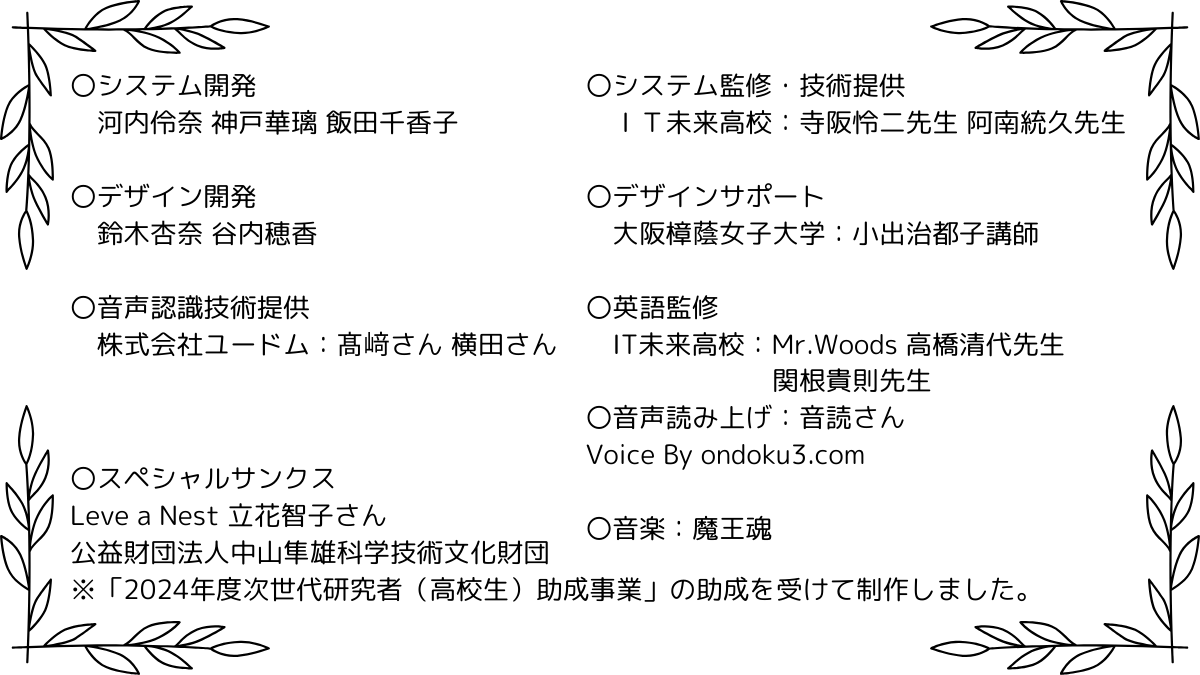 〇システム開発
河内伶奈 神戸華璃 飯田千香子
〇デザイン開発
鈴木杏奈 谷内穂香
〇音声認識技術提供
株式会社ユードム：髙﨑さん 横田さん
〇スペシャルサンクス
Leve a Nest 立花智子さん
公益財団法人中山隼雄科学技術文化財団
※「2024年度次世代研究者（高校生）助成事業」の助成を受けて制作しました。
〇システム監修・技術提供
ＩＴ未来高校：寺阪怜二先生 阿南統久先生
〇デザインサポート
大阪樟蔭女子大学：小出治都子講師
〇英語監修
IT未来高校：Mr.Woods 高橋清代先生
関根貴則先生
〇音声読み上げ：音読さん
Voice By ondoku3.com
〇音楽：魔王魂